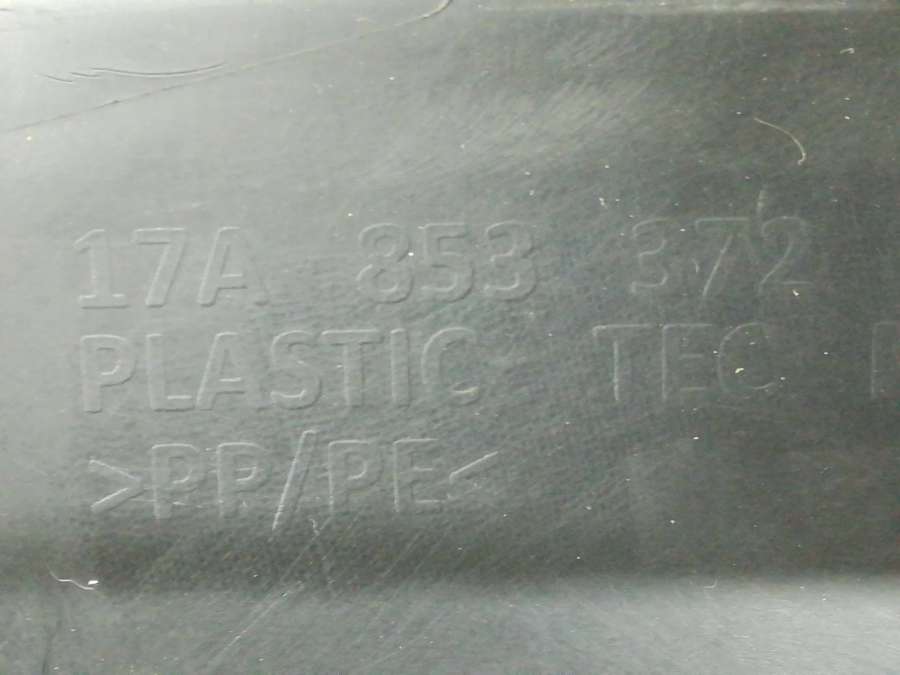 17A 853 372
PLASTIC TEC
>PP/PE<